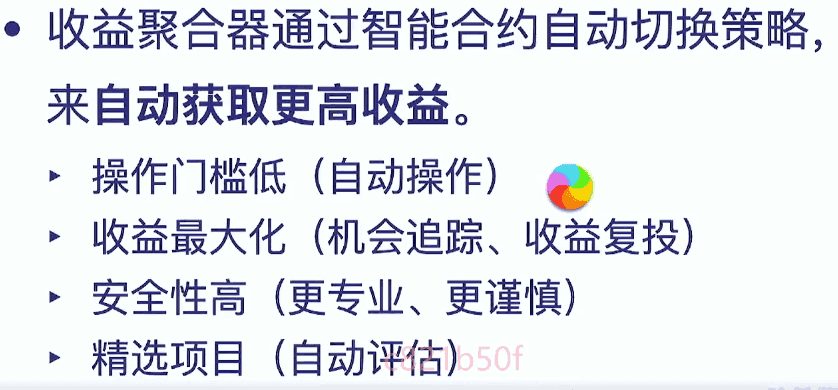 • 收益聚合器通过智能合约自动切换策略,
来自动获取更高收益。
▸ 操作门槛低（自动操作）
▸ 收益最大化（机会追踪、收益复投）
▸ 安全性高（更专业、更谨慎）
▸ 精选项目（自动评估）
e821b50f